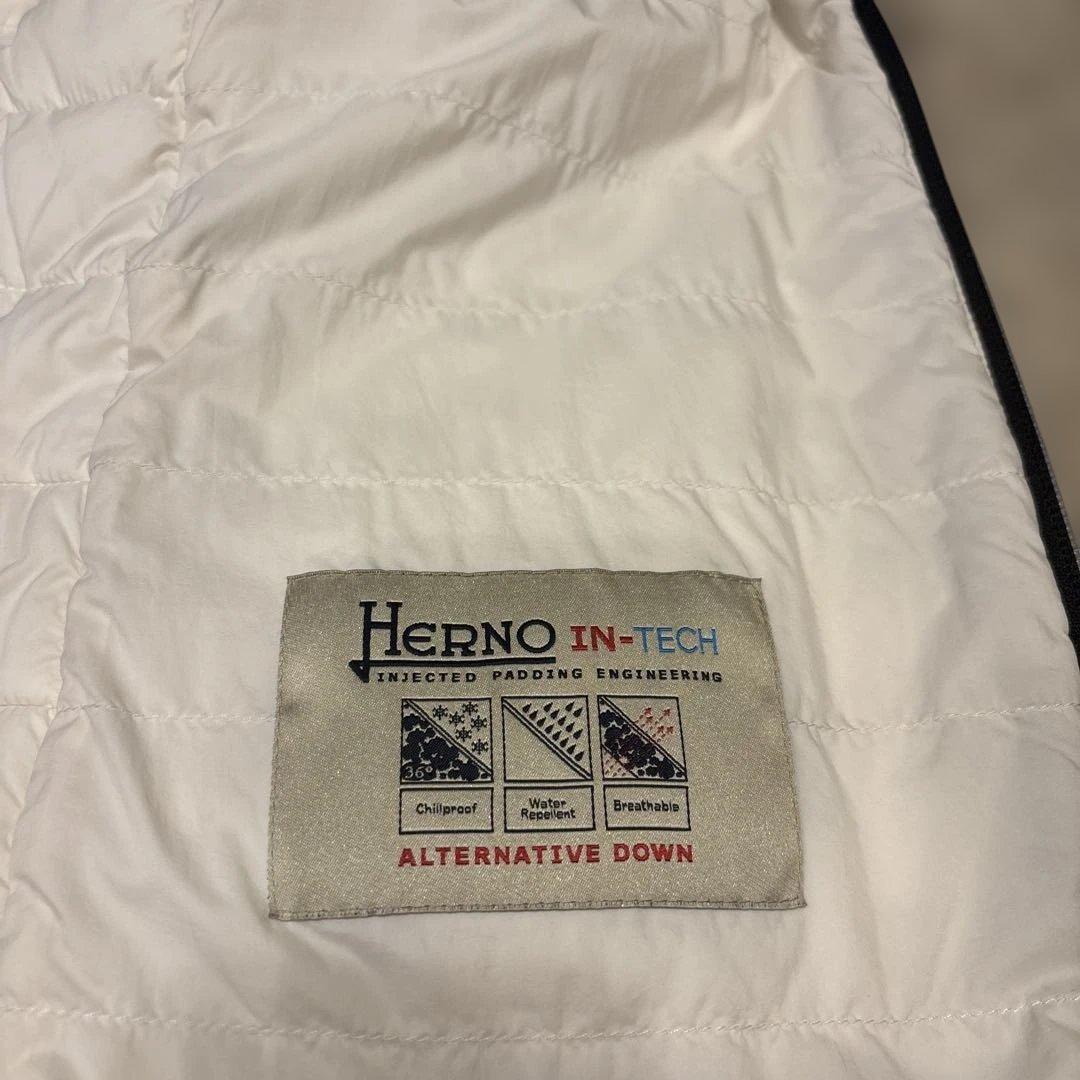 HERNO IN-TECH
INJECTED PADDING ENGINEERING
36°
Chillproof
Water
Repellent
Breathable
ALTERNATIVE DOWN